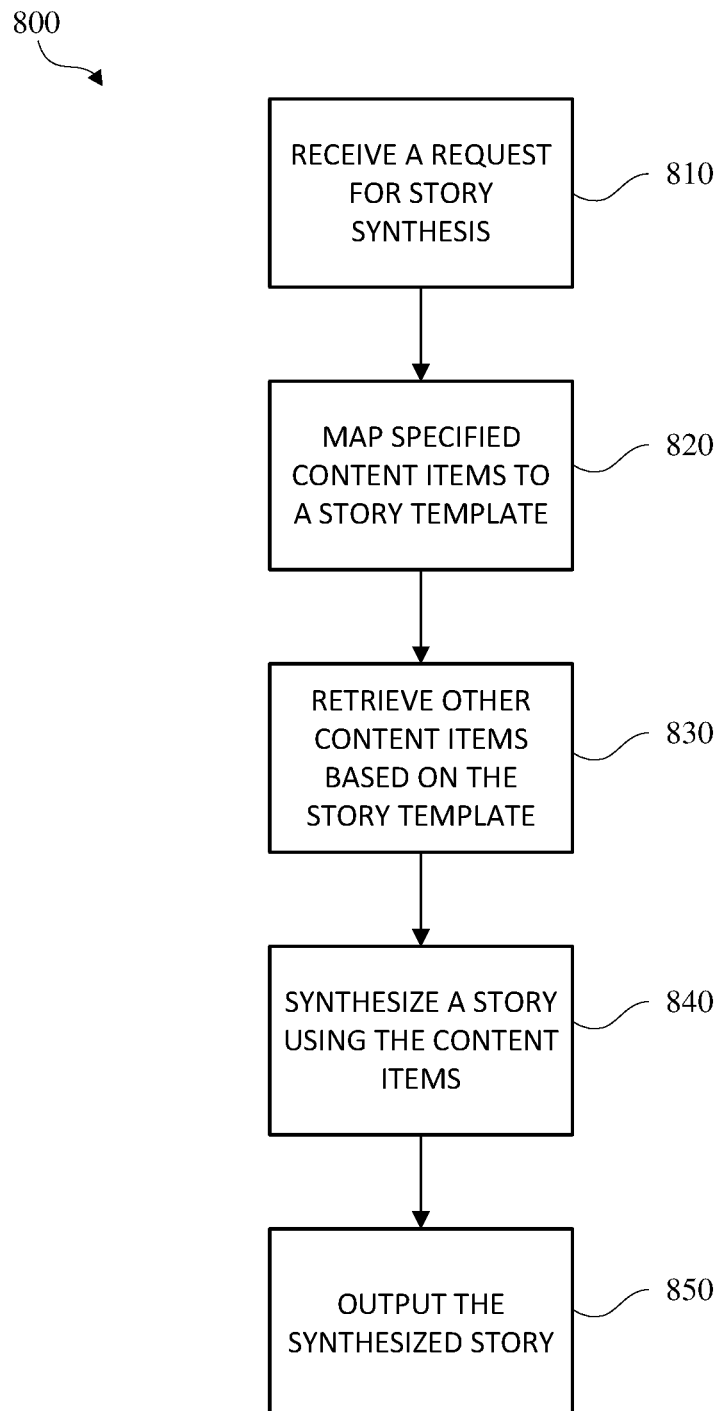 800
RECEIVE A REQUEST
FOR STORY
SYNTHESIS
810
MAP SPECIFIED
CONTENT ITEMS TO
A STORY TEMPLATE
820
RETRIEVE OTHER
CONTENT ITEMS
BASED ON THE
STORY TEMPLATE
830
SYNTHESIZE A STORY
USING THE CONTENT
ITEMS
840
OUTPUT THE
SYNTHESIZED STORY
850